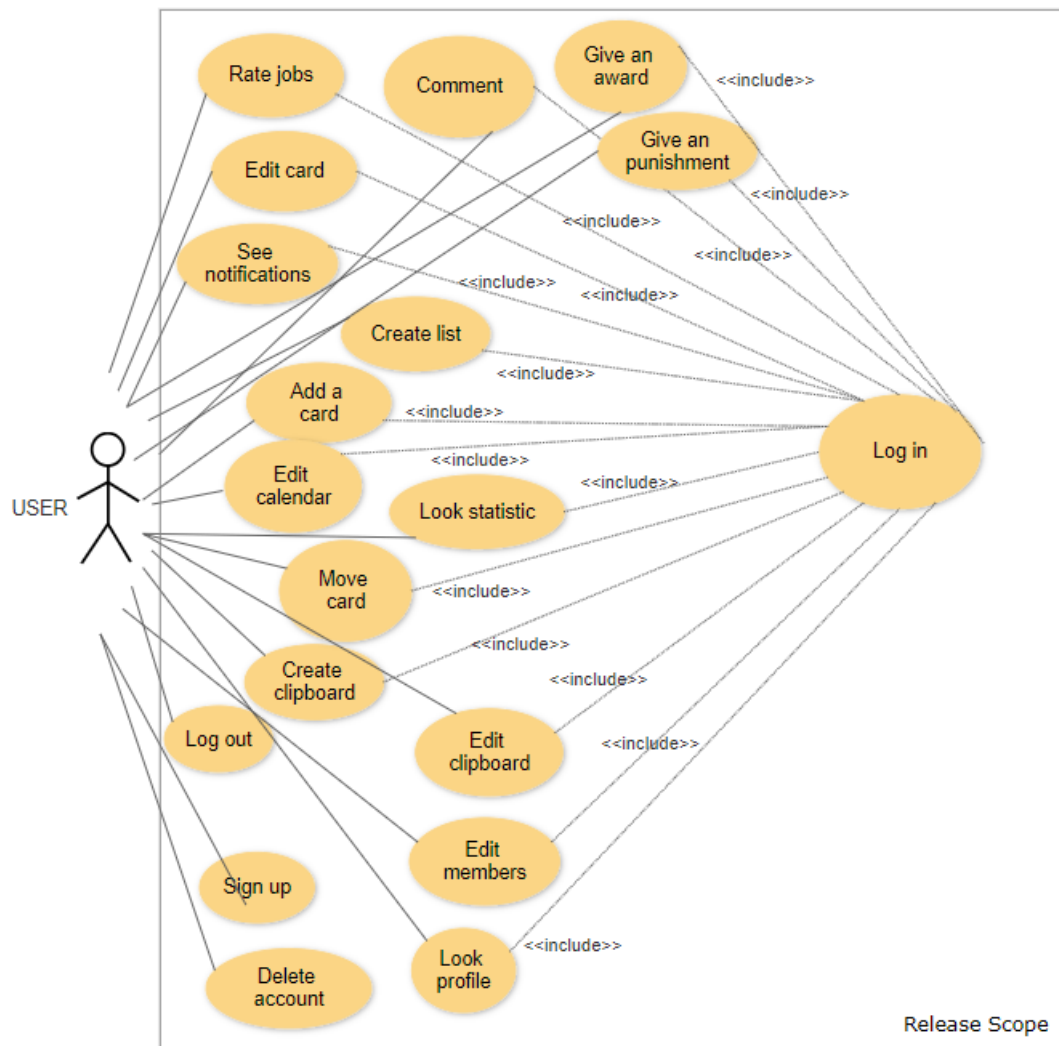 Rate jobs
Comment
Give an
award
<<include>>
Edit card
Give an
punishment
<<include>>
See
notifications
<<include>>
<<include>>
<<include>>
<<include>>
Create list
<<include>>
Add a
card
<<include>>
Log in
Edit
calendar
<<include>>
Look statistic
<<include>>
USER
Move
card
<<include>>
Create
clipboard
<<include>>
<<include>>
Log out
Edit
clipboard
<<include>>
Edit
members
Sign up
Look
profile
<<include>>
Delete
account
Release Scope